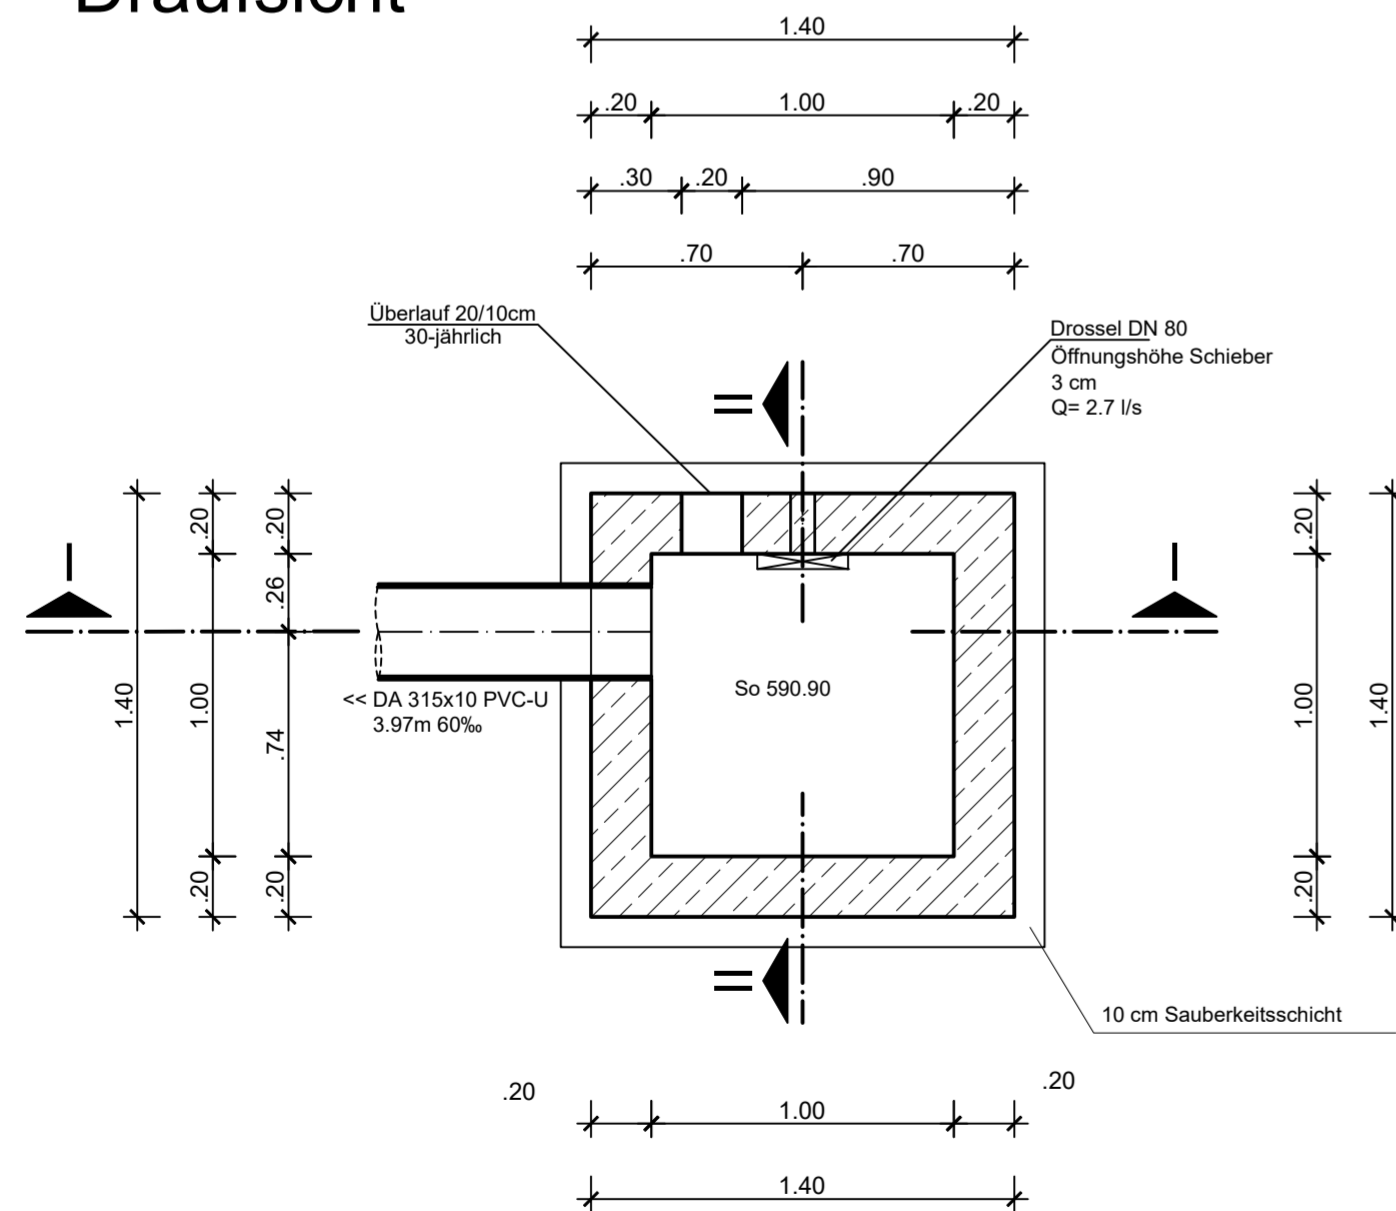 Draufsicht
1.40
.20 1.00 .20
.30 .20 .90
.70 .70
Überlauf 20/10cm
30-jährlich
Drossel DN 80
Öffnungshöhe Schieber
3 cm
Q= 2.7 l/s
II
I
I
1.40
.20
1.00
.20
.20
.26
.74
.20
<< DA 315x10 PVC-U
3.97m 60‰
So 590.90
.20
1.00
.20
1.40
II
10 cm Sauberkeitsschicht
.20 1.00 .20
1.40